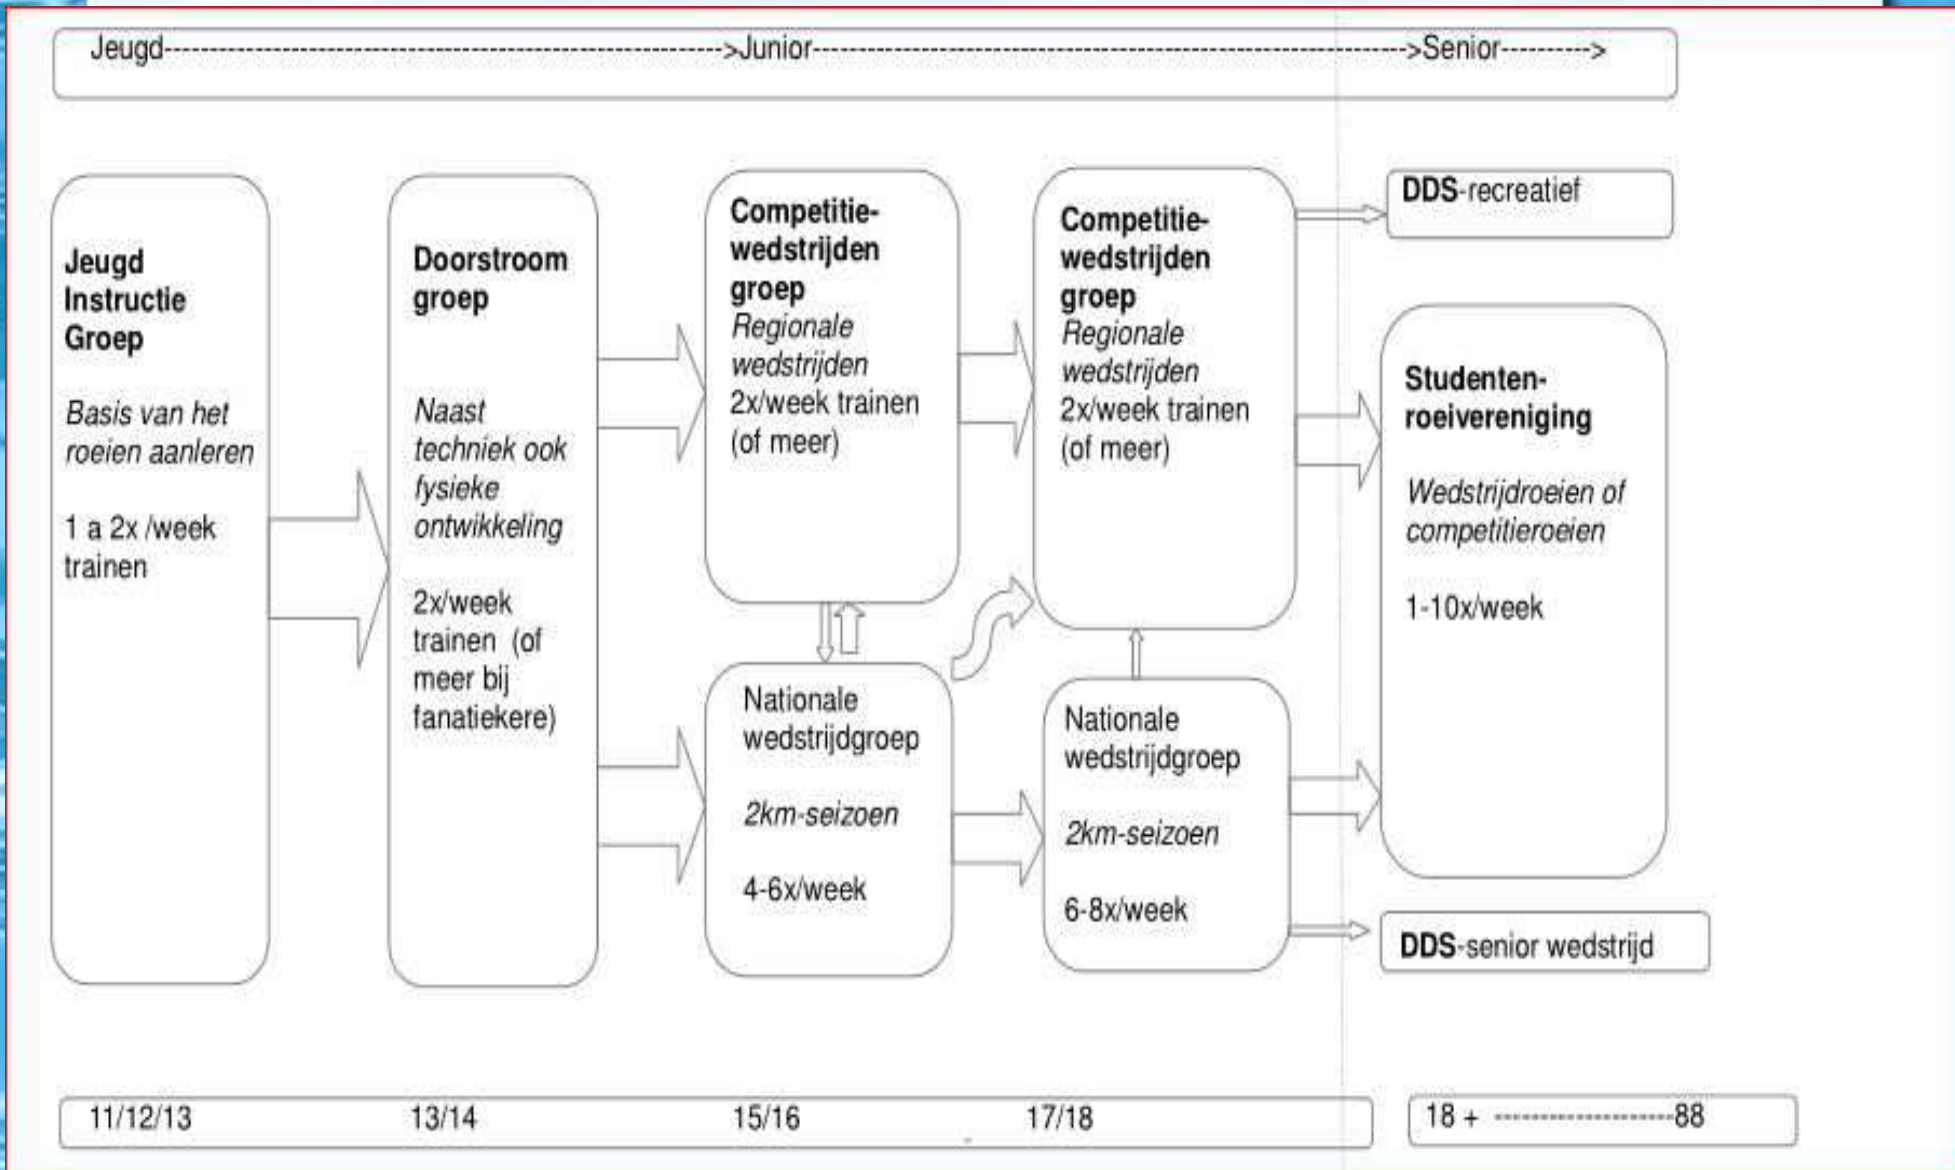 Jeugd----------------------------------------------------------------->Junior------------------------------------------------------------------>Senior---------->
Jeugd
Instructie
Groep
Basis van het
roeien aanleren
1 a 2x /week
trainen
Doorstroom
groep
Naast
techniek ook
fysieke
ontwikkeling
2x/week
trainen (of
meer bij
fanatiekere)
Competitie-
wedstrijden
groep
Regionale
wedstrijden
2x/week trainen
(of meer)
Nationale
wedstrijdgroep
2km-seizoen
4-6x/week
Competitie-
wedstrijden
groep
Regionale
wedstrijden
2x/week trainen
(of meer)
Nationale
wedstrijdgroep
2km-seizoen
6-8x/week
DDS-recreatief
Studenten-
roeivereniging
Wedstrijdroeien of
competitieroeien
1-10x/week
DDS-senior wedstrijd
11/12/13 13/14 15/16 17/18 18 + --------------------88